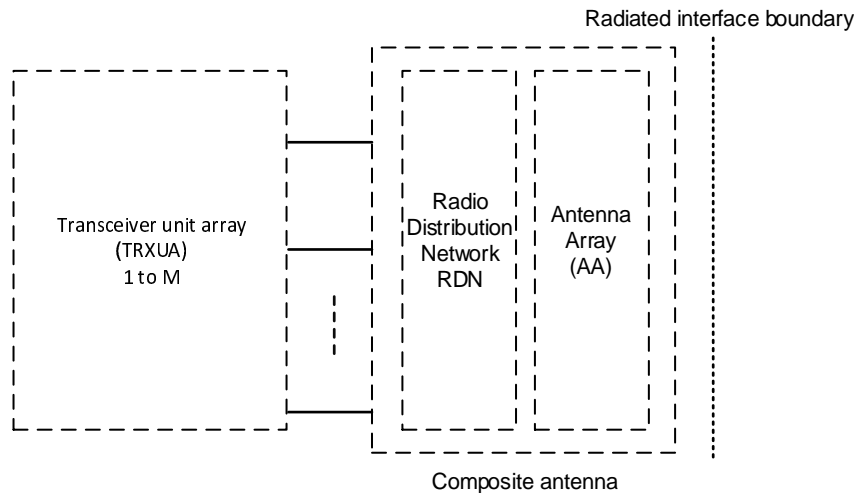 Radiated interface boundary
Transceiver unit array
(TRXUA)
1 to M
Radio
Distribution
Network
RDN
Antenna
Array
(AA)
Composite antenna